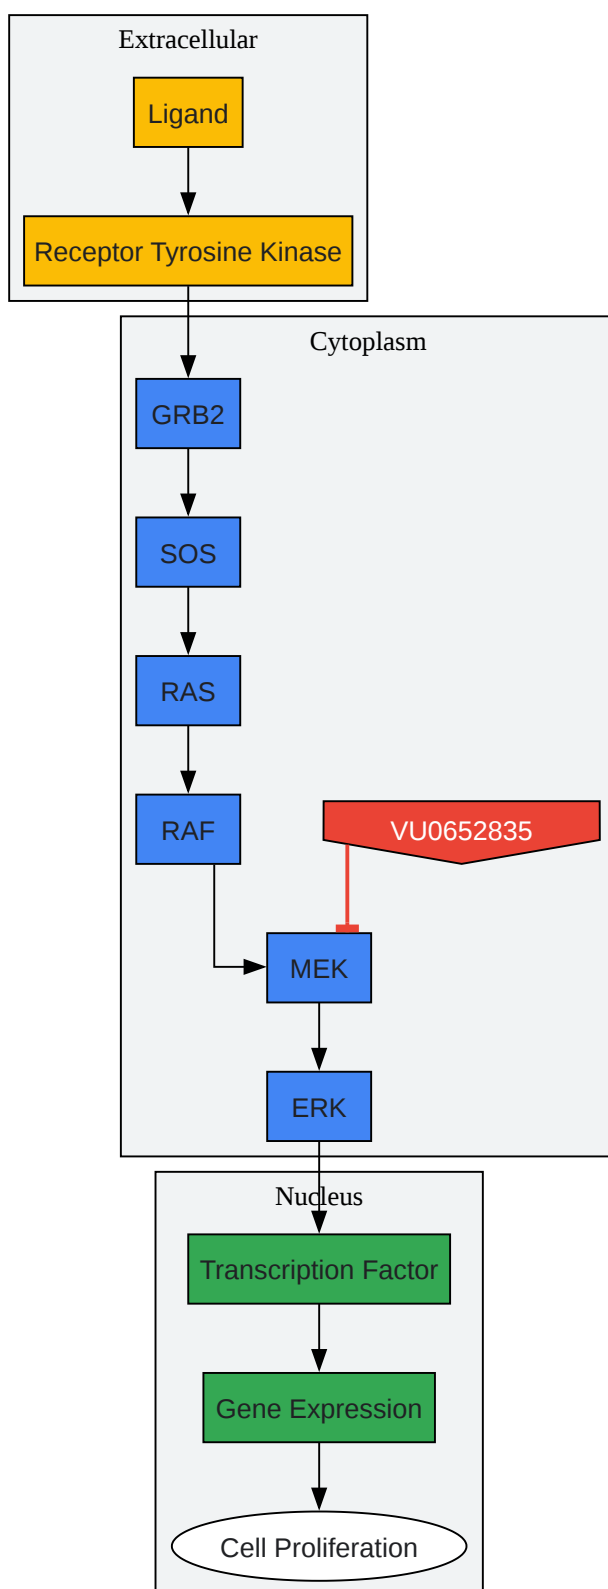 Extracellular
Ligand
Receptor Tyrosine Kinase
Cytoplasm
GRB2
SOS
RAS
RAF
VU0652835
MEK
ERK
Nucleus
Transcription Factor
Gene Expression
Cell Proliferation